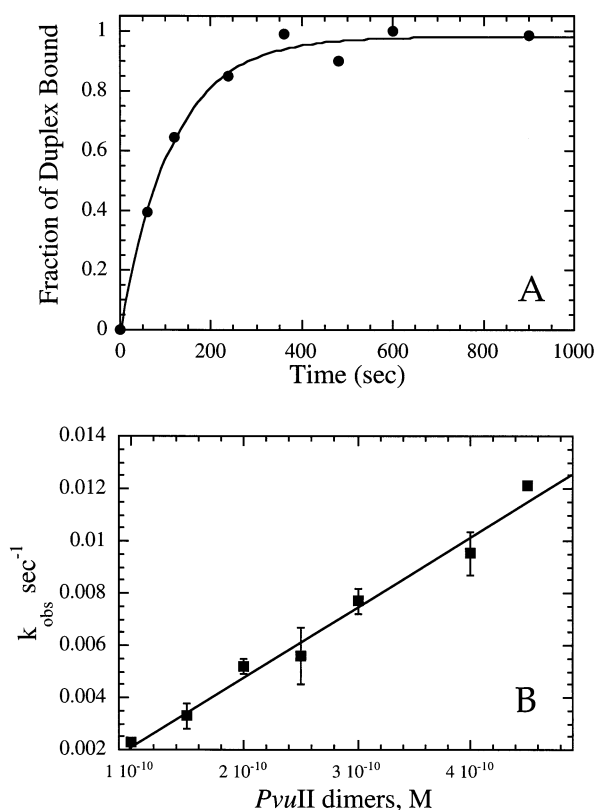 1
0.8
0.6
0.4
0.2
0
Fraction of Duplex Bound
A
0 200 400 600 800 1000
Time (sec)
0.014
0.012
0.01
0.008
0.006
0.004
0.002
k_obs sec^-1
B
1 10^-10 2 10^-10 3 10^-10 4 10^-10
PvuII dimers, M